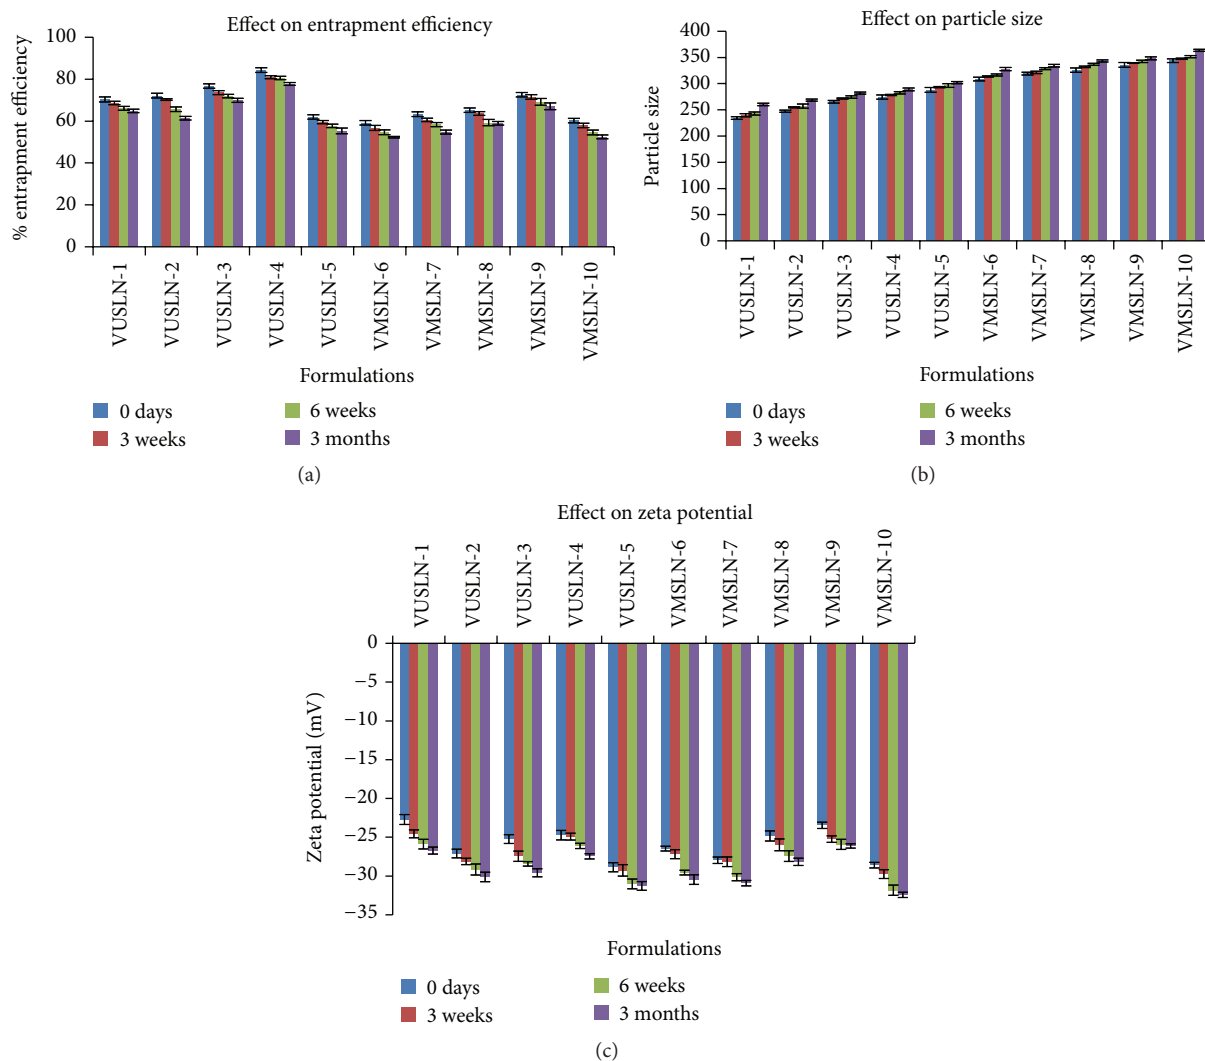 Effect on entrapment efficiency
% entrapment efficiency
100
80
60
40
20
0
VUSLN-1
VUSLN-2
VUSLN-3
VUSLN-4
VUSLN-5
VMSLN-6
VMSLN-7
VMSLN-8
VMSLN-9
VMSLN-10
Formulations
0 days
6 weeks
3 weeks
3 months
(a)
Effect on particle size
Particle size
400
350
300
250
200
150
100
50
0
VUSLN-1
VUSLN-2
VUSLN-3
VUSLN-4
VUSLN-5
VMSLN-6
VMSLN-7
VMSLN-8
VMSLN-9
VMSLN-10
Formulations
0 days
6 weeks
3 weeks
3 months
(b)
Effect on zeta potential
VUSLN-1
VUSLN-2
VUSLN-3
VUSLN-4
VUSLN-5
VMSLN-6
VMSLN-7
VMSLN-8
VMSLN-9
VMSLN-10
Zeta potential (mV)
0
−5
−10
−15
−20
−25
−30
−35
Formulations
0 days
6 weeks
3 weeks
3 months
(c)